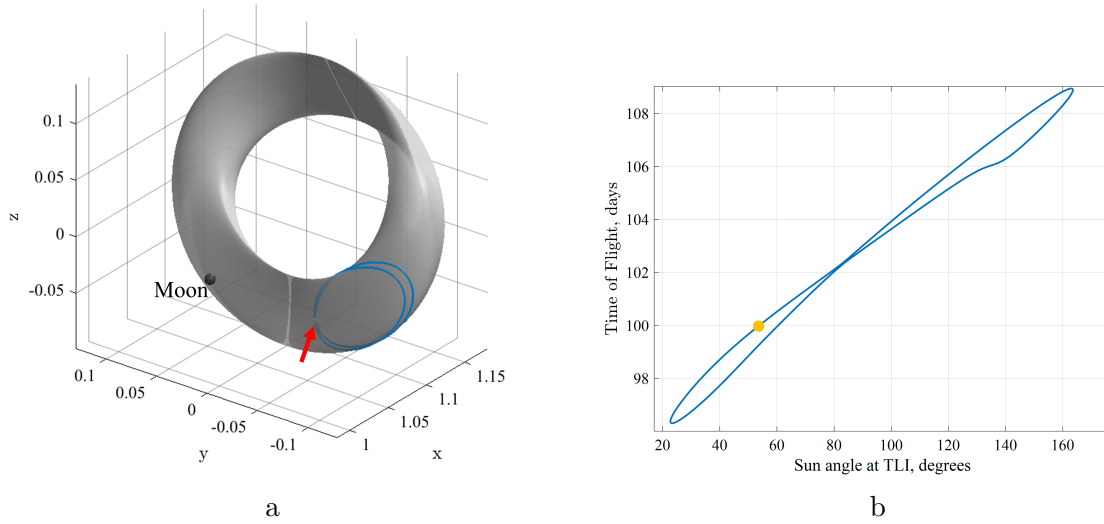 0.1
0.05
0
-0.05
z
Moon
0.1
0.05
0
-0.05
-0.1
y
1
1.05
1.1
1.15
x
a
108
106
104
102
100
98
Time of Flight, days
20 40 60 80 100 120 140 160
Sun angle at TLI, degrees
b